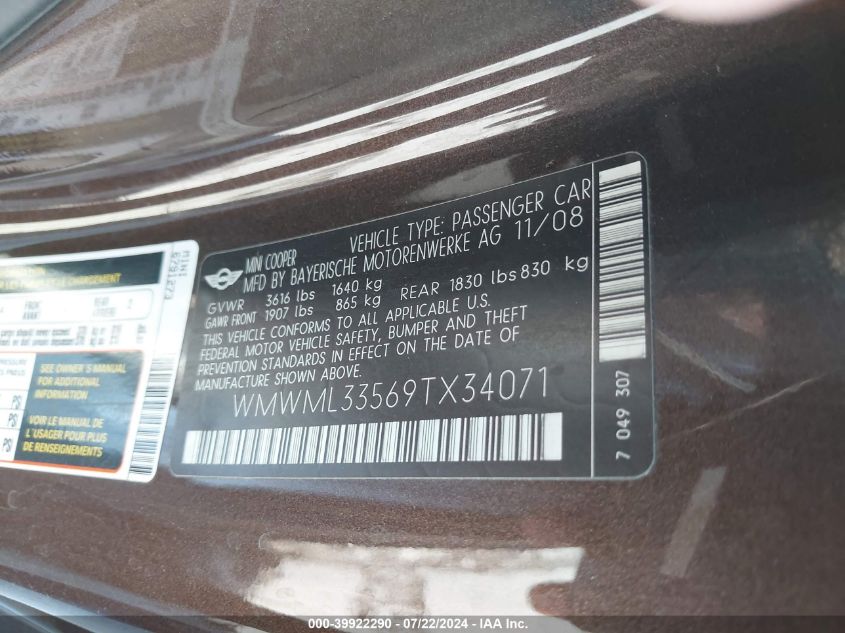 MINI COOPER VEHICLE TYPE: PASSENGER CAR
MFD BY BAYERISCHE MOTORENWERKE AG 11/08
GVWR 3616 lbs 1640 kg
GAWR FRONT 1907 lbs 865 kg REAR 1830 lbs 830 kg
THIS VEHICLE CONFORMS TO ALL APPLICABLE U.S.
FEDERAL MOTOR VEHICLE SAFETY, BUMPER AND THEFT
PREVENTION STANDARDS IN EFFECT ON THE DATE OF
MANUFACTURE SHOWN ABOVE.
WMWML33569TX34071
7 049 307
SEE OWNER'S MANUAL
FOR ADDITIONAL
INFORMATION
VOIR MANUEL DE
L'USAGER POUR PLUS
DE RENSEIGNEMENTS
PSI
PSI
000-39922290 - 07/22/2024 - IAA Inc.